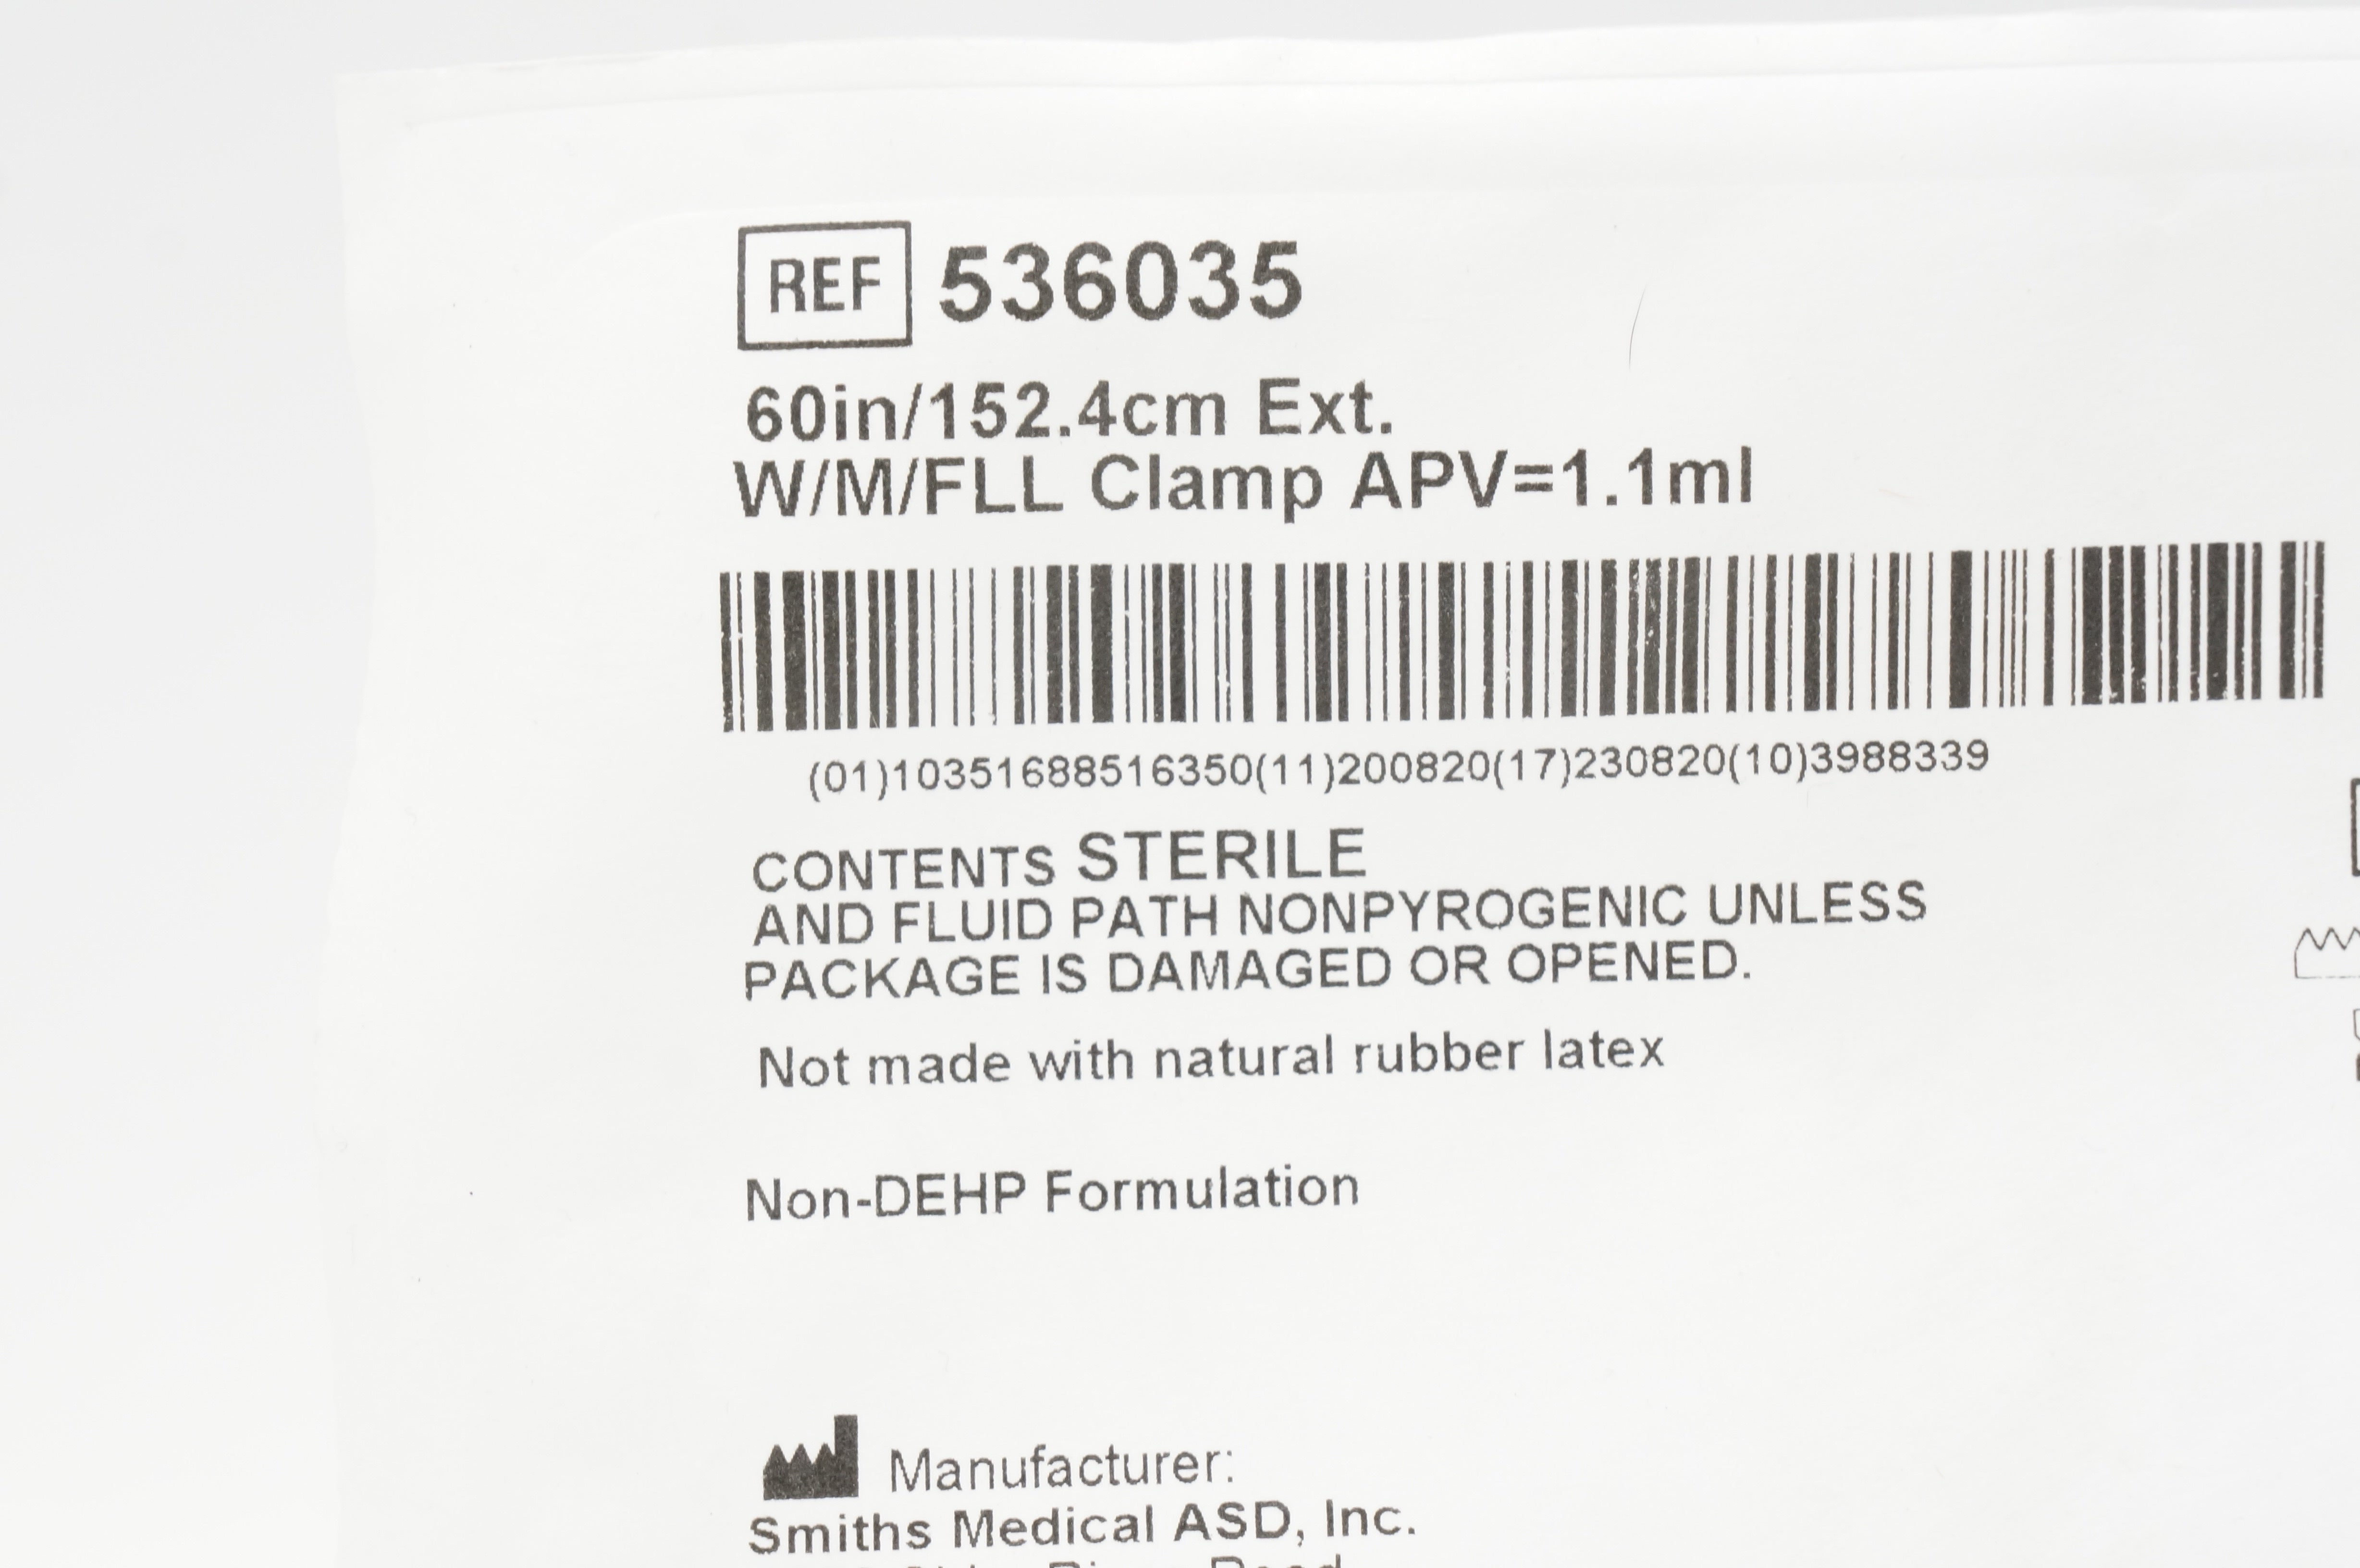 REF 536035
60in/152.4cm Ext.
W/M/FLL Clamp APV=1.1ml
(01)10351688516350(11)200820(17)230820(10)3988339
CONTENTS STERILE
AND FLUID PATH NONPYROGENIC UNLESS
PACKAGE IS DAMAGED OR OPENED.
Not made with natural rubber latex
Non-DEHP Formulation
Manufacturer:
Smiths Medical ASD, Inc.